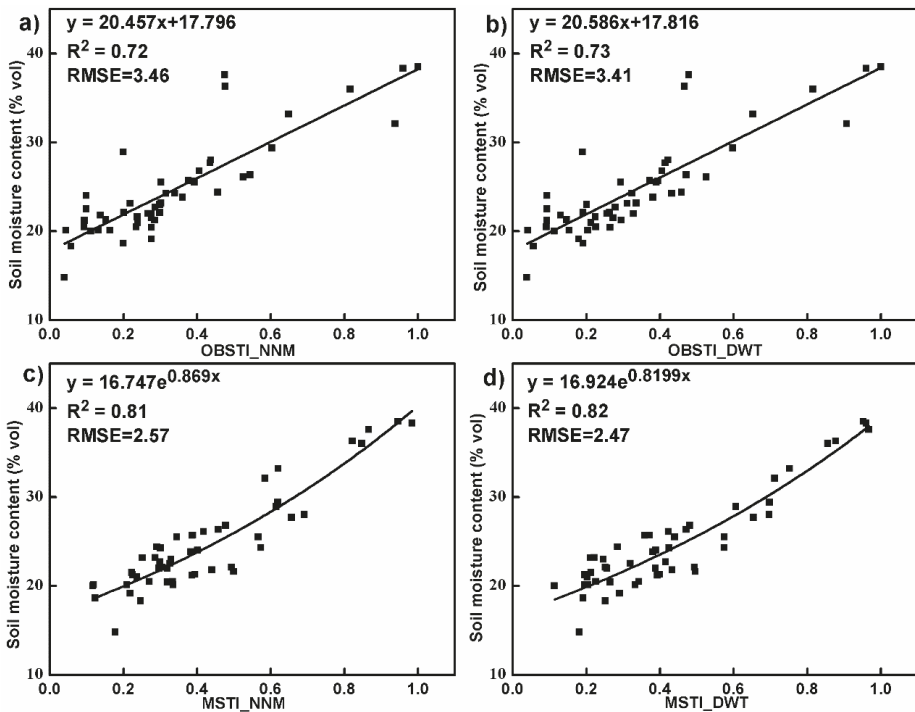 a)
y = 20.457x+17.796
R² = 0.72
RMSE=3.46
Soil moisture content (% vol)
40
30
20
10
0.0 0.2 0.4 0.6 0.8 1.0
OBSTI_NNM
b)
y = 20.586x+17.816
R² = 0.73
RMSE=3.41
Soil moisture content (% vol)
40
30
20
10
0.0 0.2 0.4 0.6 0.8 1.0
OBSTI_DWT
c)
y = 16.747e^0.869x
R² = 0.81
RMSE=2.57
Soil moisture content (% vol)
40
30
20
10
0.0 0.2 0.4 0.6 0.8 1.0
MSTI_NNM
d)
y = 16.924e^0.8199x
R² = 0.82
RMSE=2.47
Soil moisture content (% vol)
40
30
20
10
0.0 0.2 0.4 0.6 0.8 1.0
MSTI_DWT